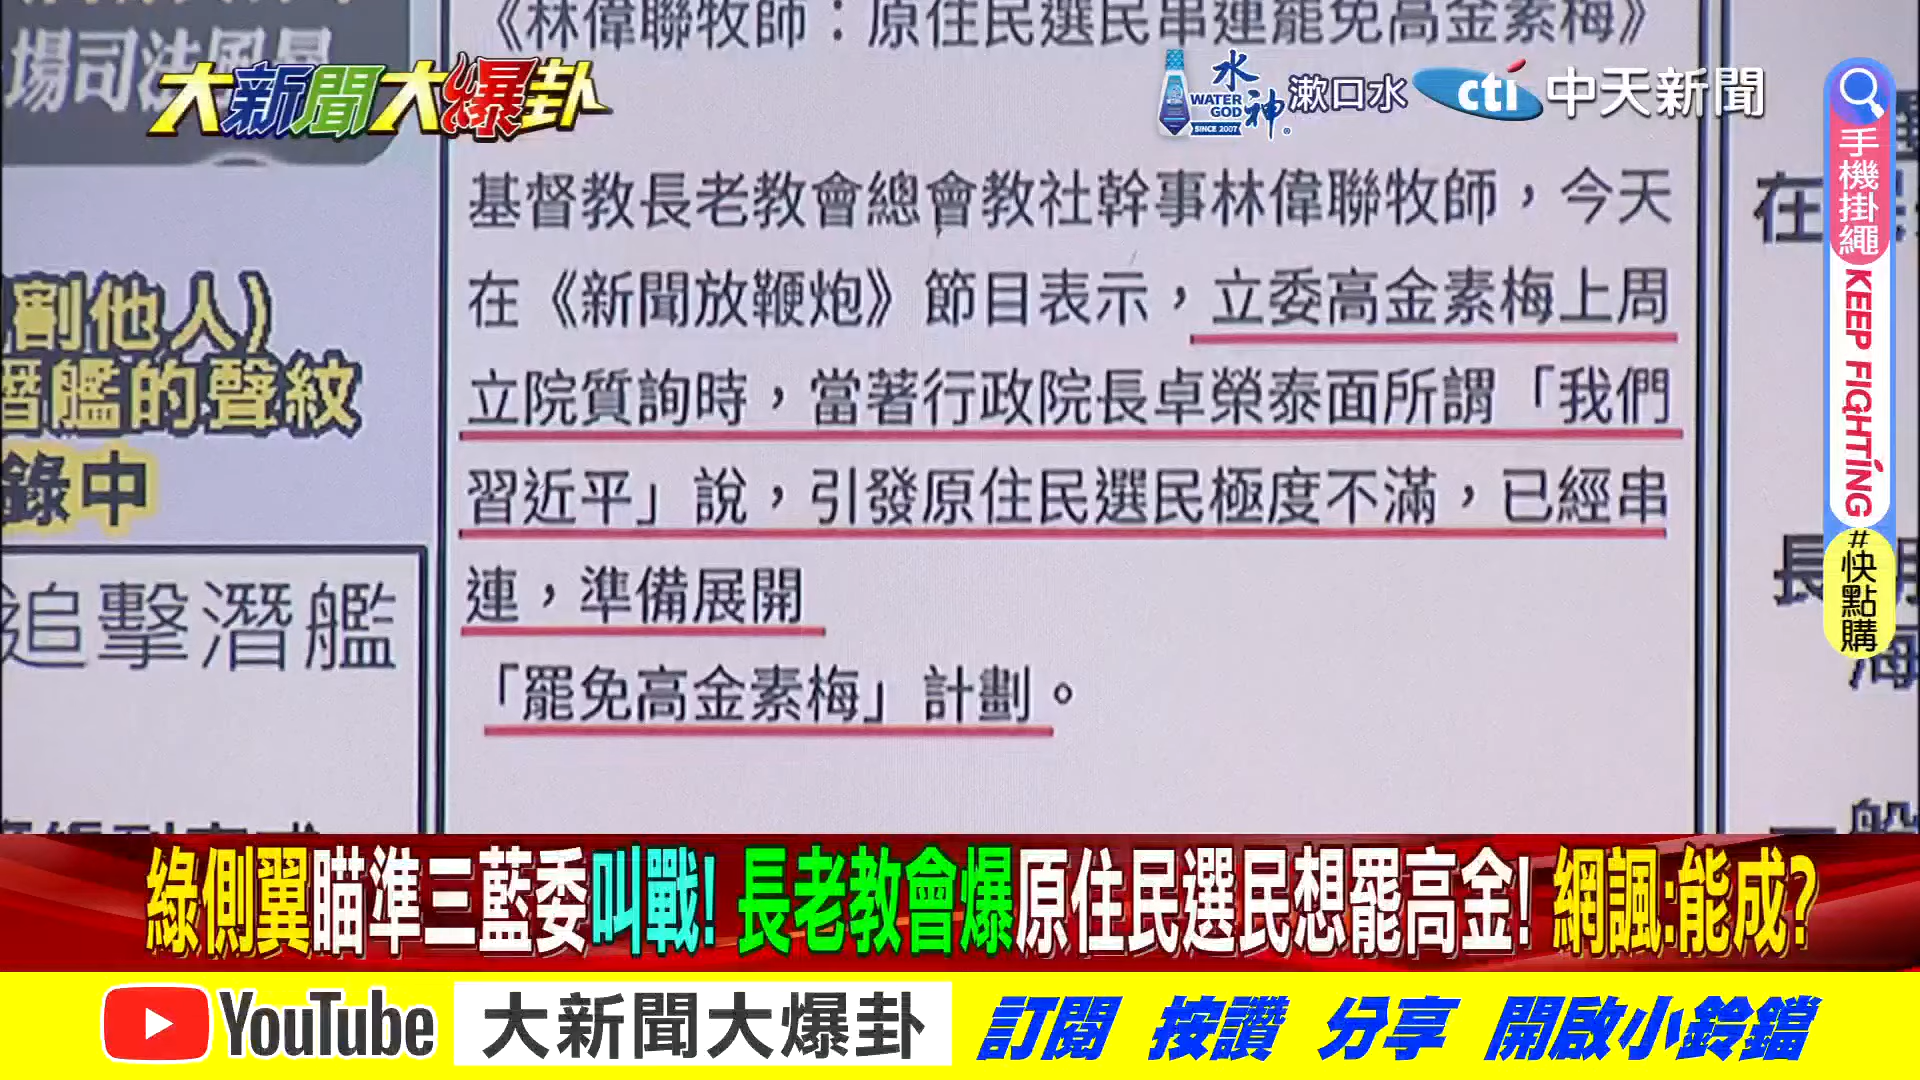 場司法風暴
大新聞大爆卦
《林偉聯牧師：原住民選民串連罷免高金素梅》
水神
WATER GOD
SINCE 2007
漱口水
cti 中天新聞
手機掛繩
KEEP FIGHTING
#快點購
基督教長老教會總會教社幹事林偉聯牧師，今天
在《新聞放鞭炮》節目表示，立委高金素梅上周
立院質詢時，當著行政院長卓榮泰面所謂「我們
習近平」說，引發原住民選民極度不滿，已經串
連，準備展開
「罷免高金素梅」計劃。
割他人)
潛艦的聲紋
錄中
追擊潛艦
在
長
海
一般
綠側翼瞄準三藍委叫戰! 長老教會爆原住民選民想罷高金! 網諷:能成?
YouTube 大新聞大爆卦 訂閱 按讚 分享 開啟小鈴鐺